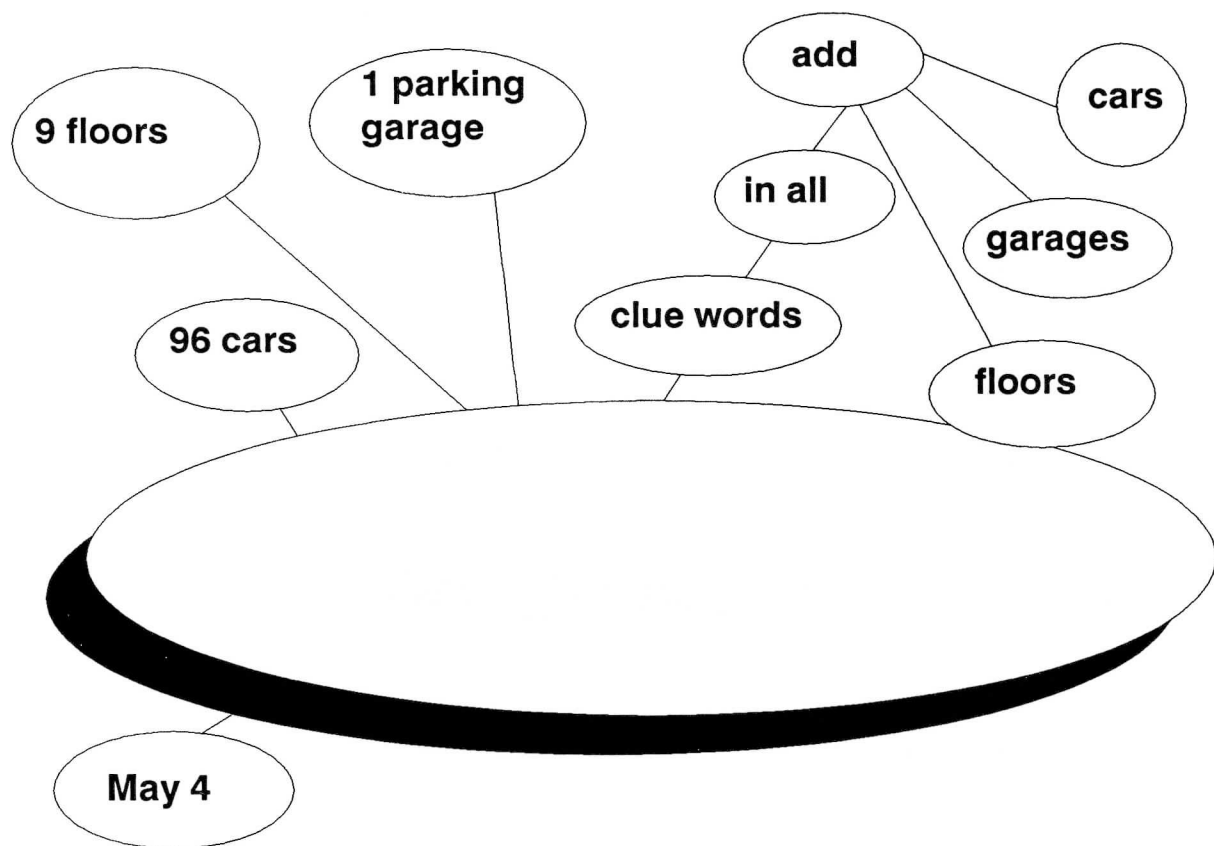 add
cars
1 parking
garage
9 floors
in all
garages
clue words
96 cars
floors
May 4